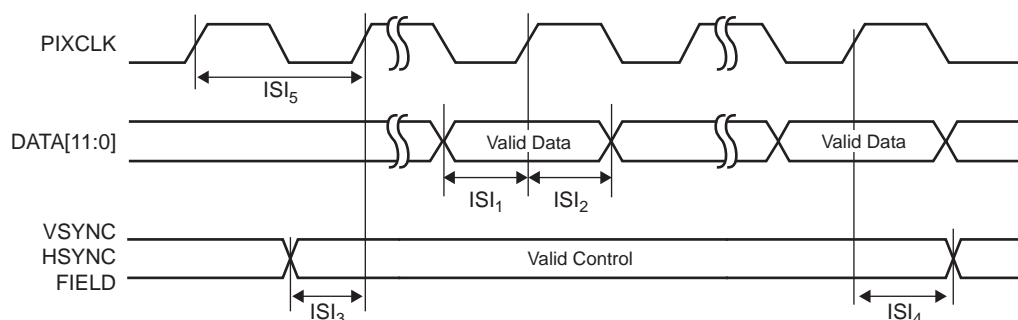 PIXCLK
ISI5
DATA[11:0]
Valid Data
Valid Data
ISI1
ISI2
VSYNC
HSYNC
FIELD
Valid Control
ISI3
ISI4